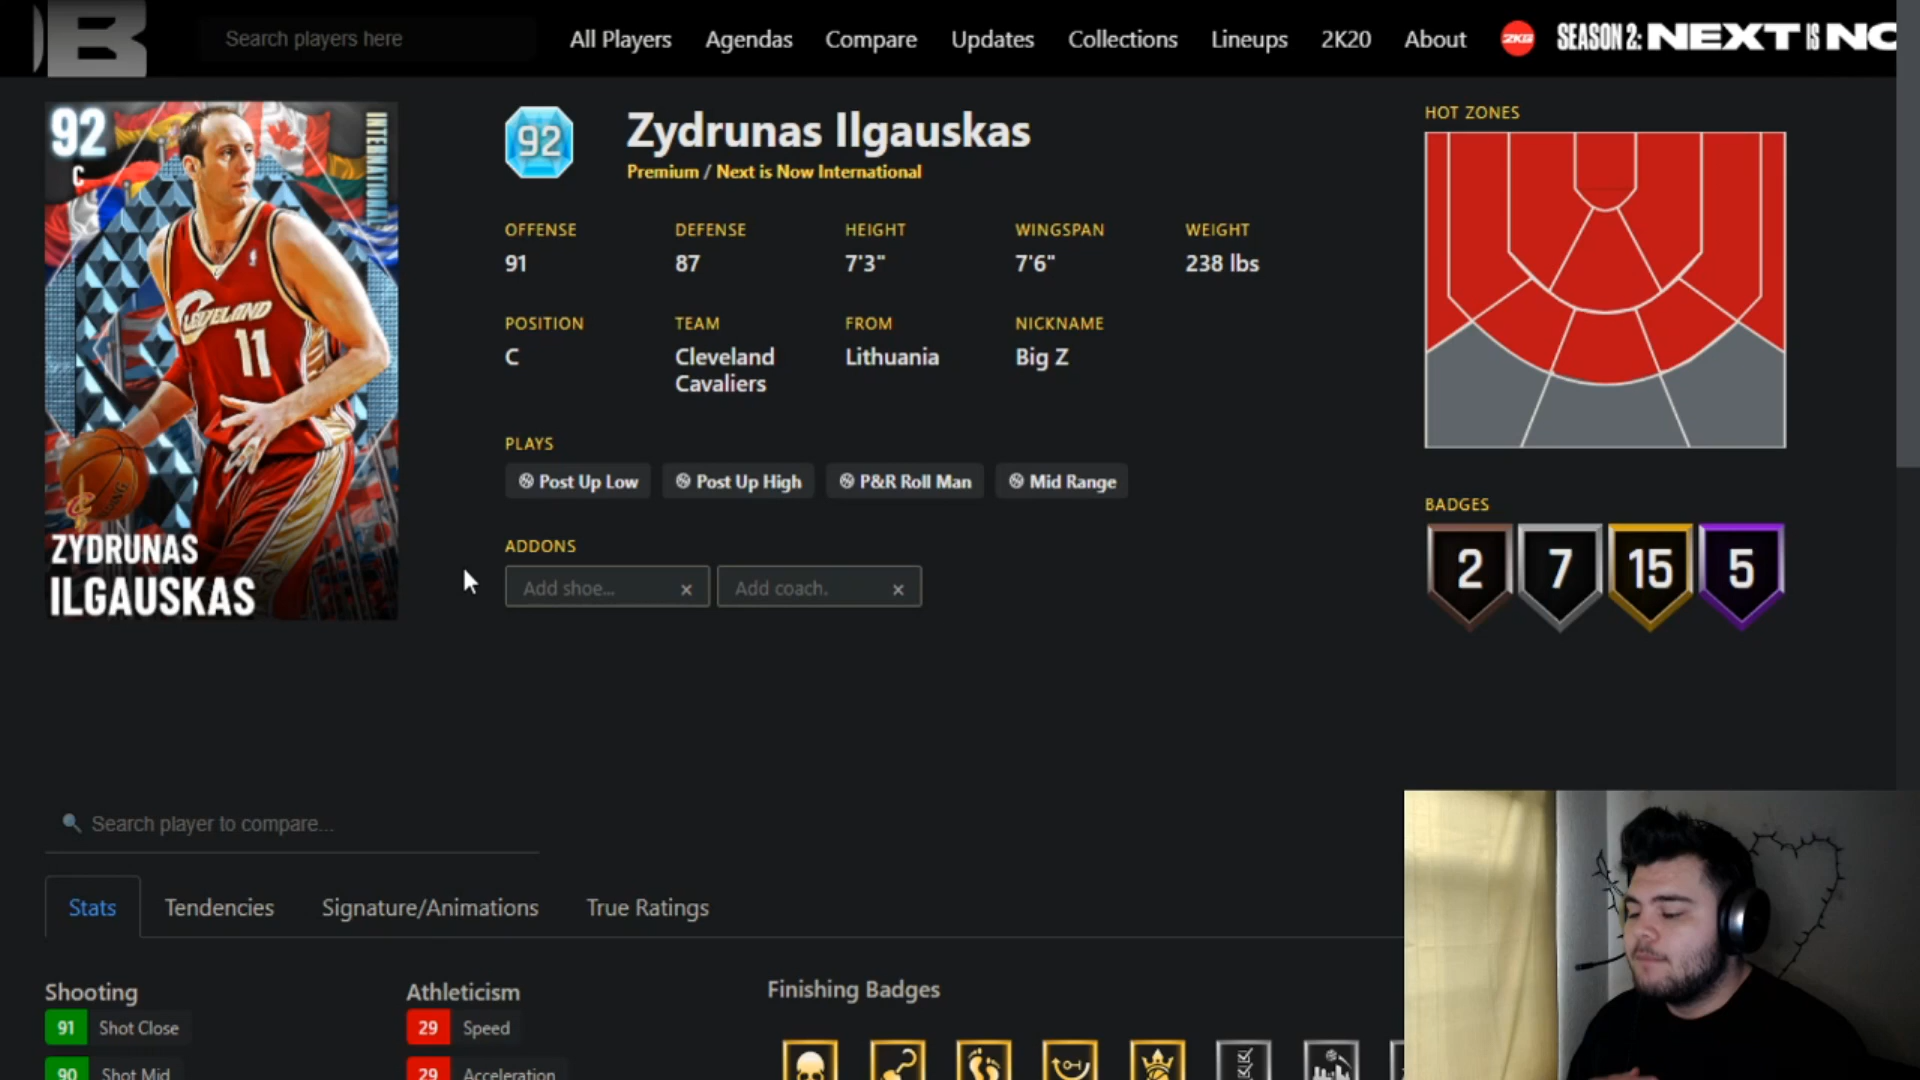 B
Search players here
All Players
Agendas
Compare
Updates
Collections
Lineups
2K20
About
2KG
SEASON 2: NEXT IS NO
92
C
INTERNATIONAL
CLEVELAND
11
ZYDRUNAS
ILGAUSKAS
92
Zydrunas Ilgauskas
Premium / Next is Now International
OFFENSE DEFENSE HEIGHT WINGSPAN WEIGHT
91 87 7'3" 7'6" 238 lbs
POSITION TEAM FROM NICKNAME
C Cleveland Cavaliers Lithuania Big Z
PLAYS
Post Up Low
Post Up High
P&R Roll Man
Mid Range
ADDONS
Add shoe... ×
Add coach. ×
HOT ZONES
BADGES
2 7 15 5
Search player to compare...
Stats
Tendencies
Signature/Animations
True Ratings
Shooting
91 Shot Close
90 Shot Mid
Athleticism
29 Speed
29 Acceleration
Finishing Badges